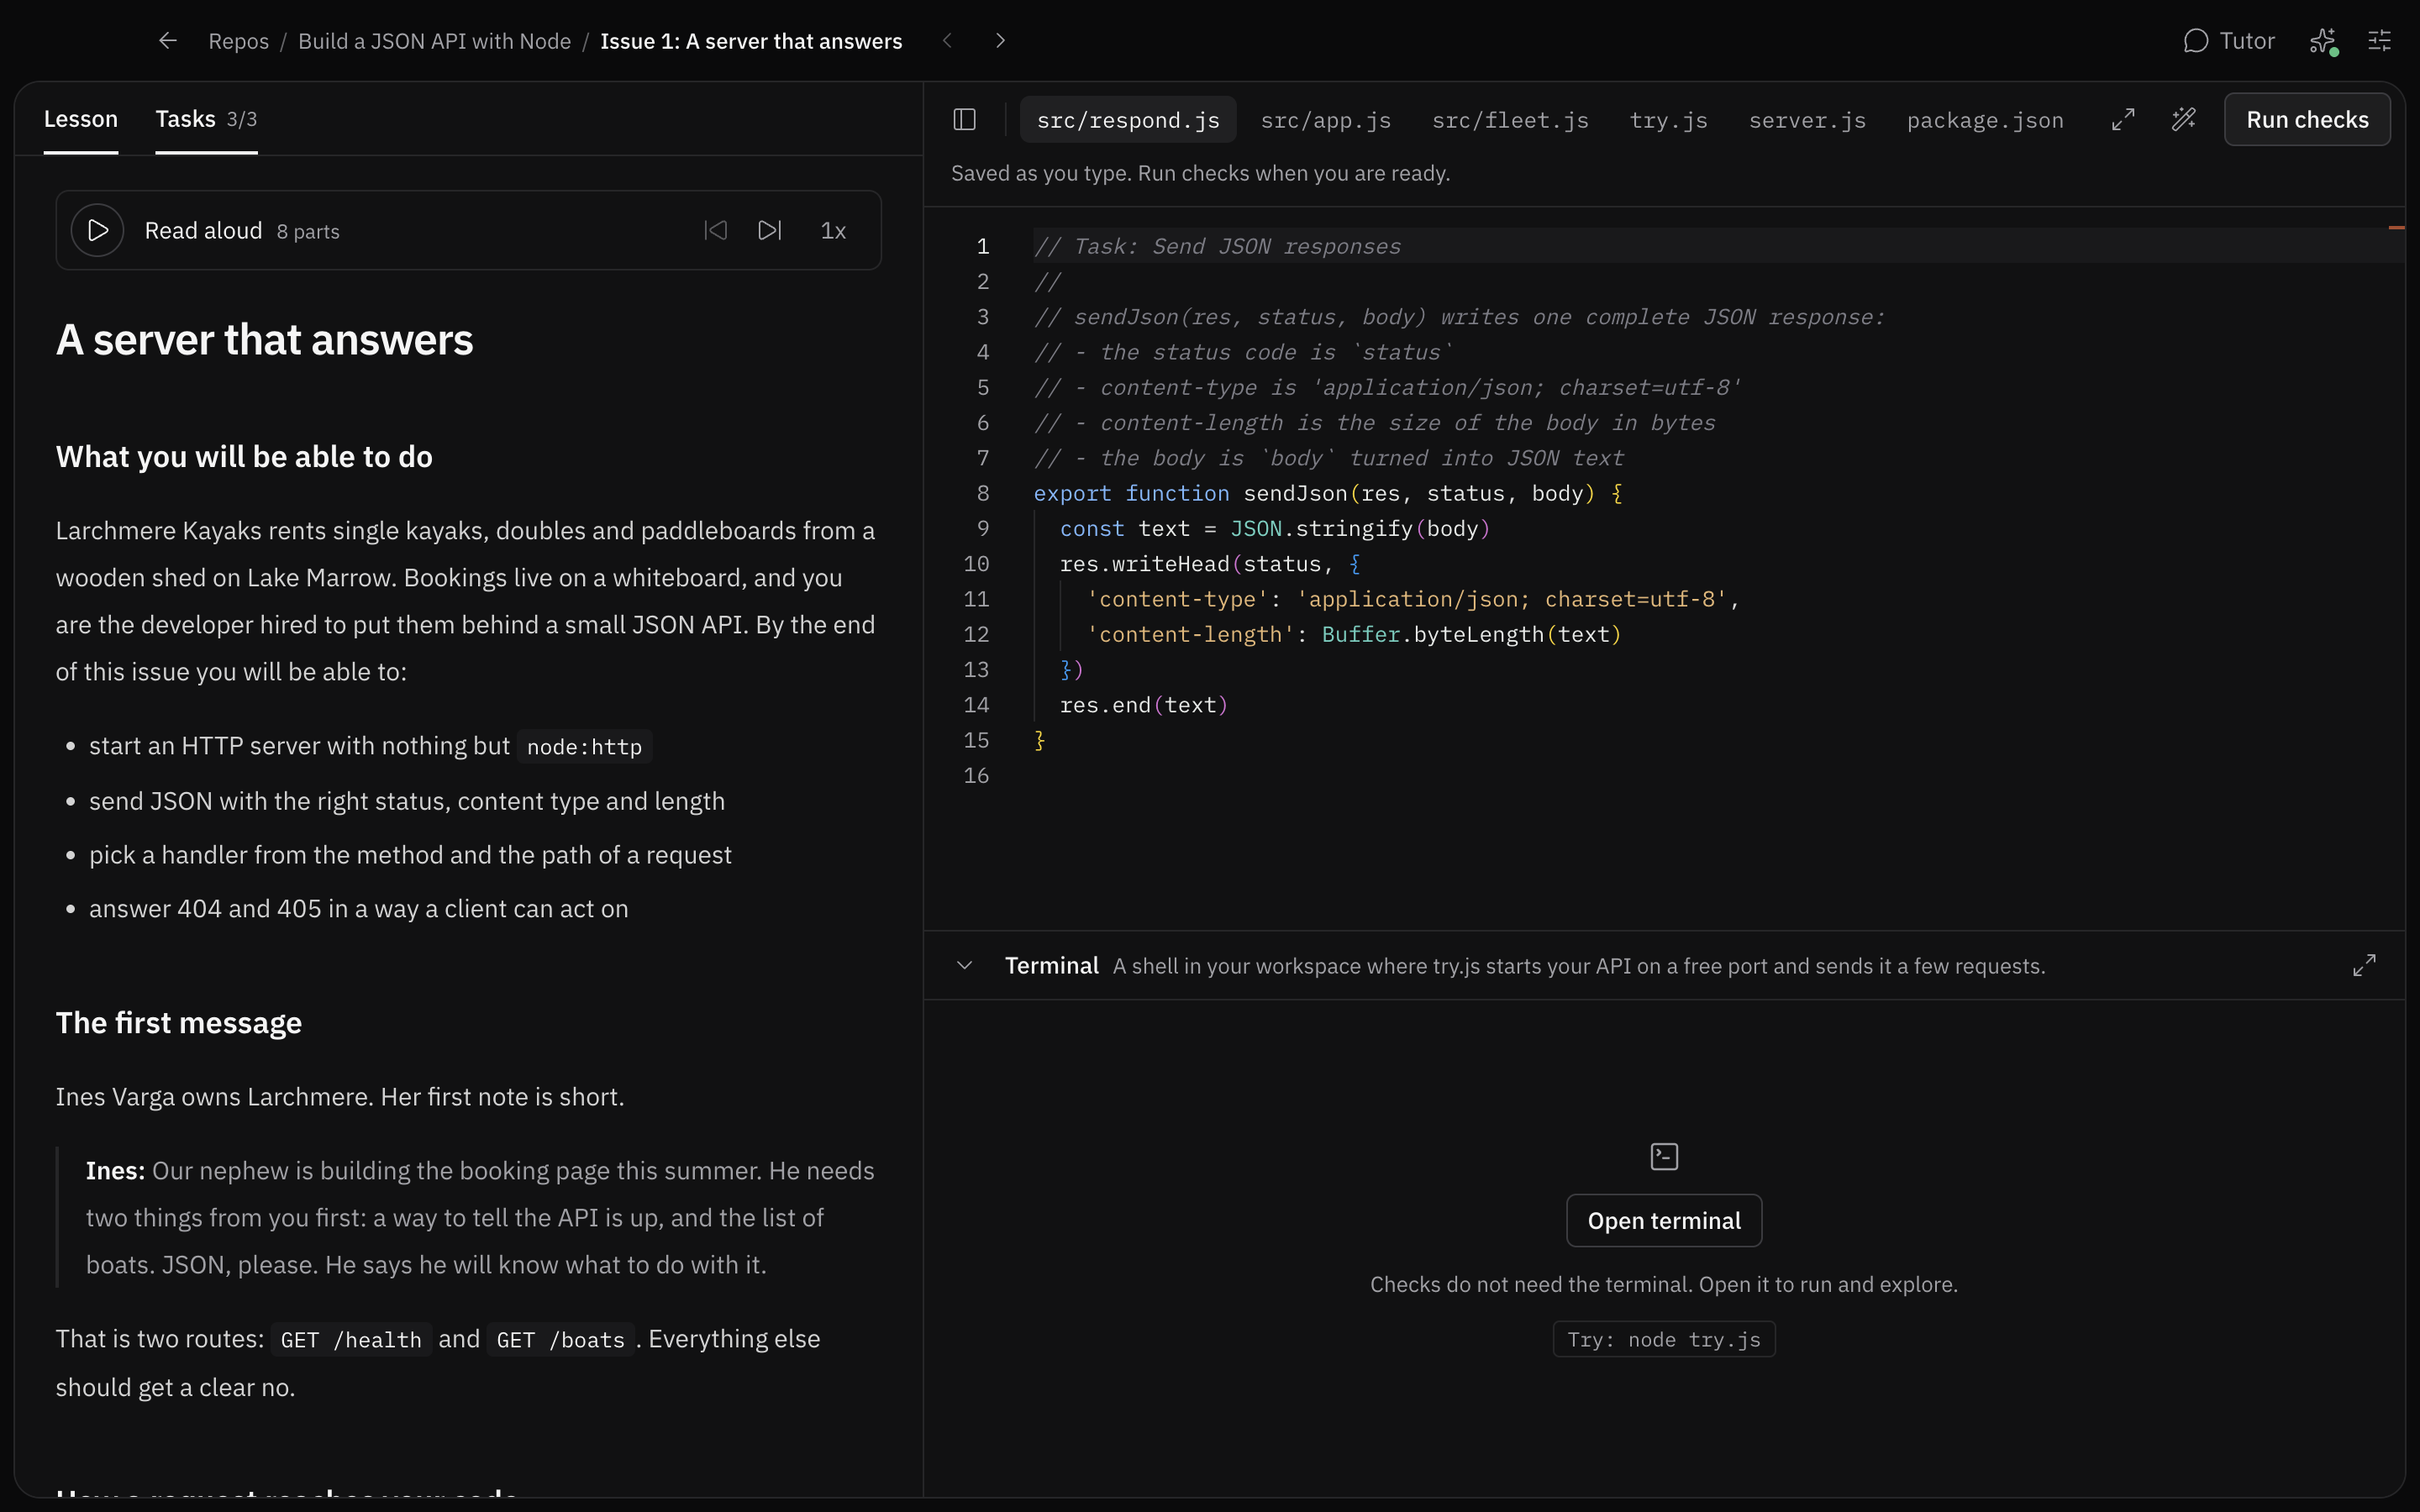 Repos / Build a JSON API with Node / Issue 1: A server that answers
Tutor
Lesson
Tasks 3/3
Read aloud 8 parts
1x
A server that answers
What you will be able to do
Larchmere Kayaks rents single kayaks, doubles and paddleboards from a
wooden shed on Lake Marrow. Bookings live on a whiteboard, and you
are the developer hired to put them behind a small JSON API. By the end
of this issue you will be able to:
• start an HTTP server with nothing but node:http
• send JSON with the right status, content type and length
• pick a handler from the method and the path of a request
• answer 404 and 405 in a way a client can act on
The first message
Ines Varga owns Larchmere. Her first note is short.
Ines: Our nephew is building the booking page this summer. He needs
two things from you first: a way to tell the API is up, and the list of
boats. JSON, please. He says he will know what to do with it.
That is two routes: GET /health and GET /boats. Everything else
should get a clear no.
How a request reaches your code
src/respond.js src/app.js src/fleet.js try.js server.js package.json
Run checks
Saved as you type. Run checks when you are ready.
1 // Task: Send JSON responses
2 //
3 // sendJson(res, status, body) writes one complete JSON response:
4 // - the status code is `status`
5 // - content-type is 'application/json; charset=utf-8'
6 // - content-length is the size of the body in bytes
7 // - the body is `body` turned into JSON text
8 export function sendJson(res, status, body) {
9 const text = JSON.stringify(body)
10 res.writeHead(status, {
11 'content-type': 'application/json; charset=utf-8',
12 'content-length': Buffer.byteLength(text)
13 })
14 res.end(text)
15 }
16
Terminal A shell in your workspace where try.js starts your API on a free port and sends it a few requests.
Open terminal
Checks do not need the terminal. Open it to run and explore.
Try: node try.js